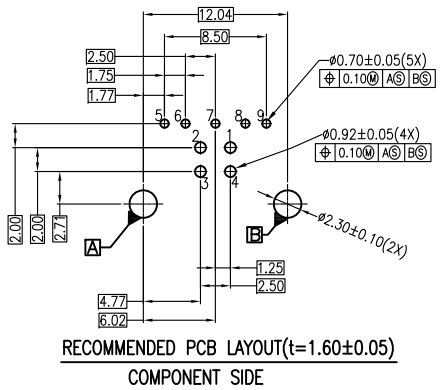 12.04
8.50
2.50
1.75
1.77
ø0.70±0.05(5X)
⌖ 0.10Ⓜ AⓈ BⓈ
5 6 7 8 9
2 1
ø0.92±0.05(4X)
⌖ 0.10Ⓜ AⓈ BⓈ
3 4
2.00
2.00
2.71
A
B
ø2.30±0.10(2X)
1.25
2.50
4.77
6.02
RECOMMENDED PCB LAYOUT(t=1.60±0.05)
COMPONENT SIDE